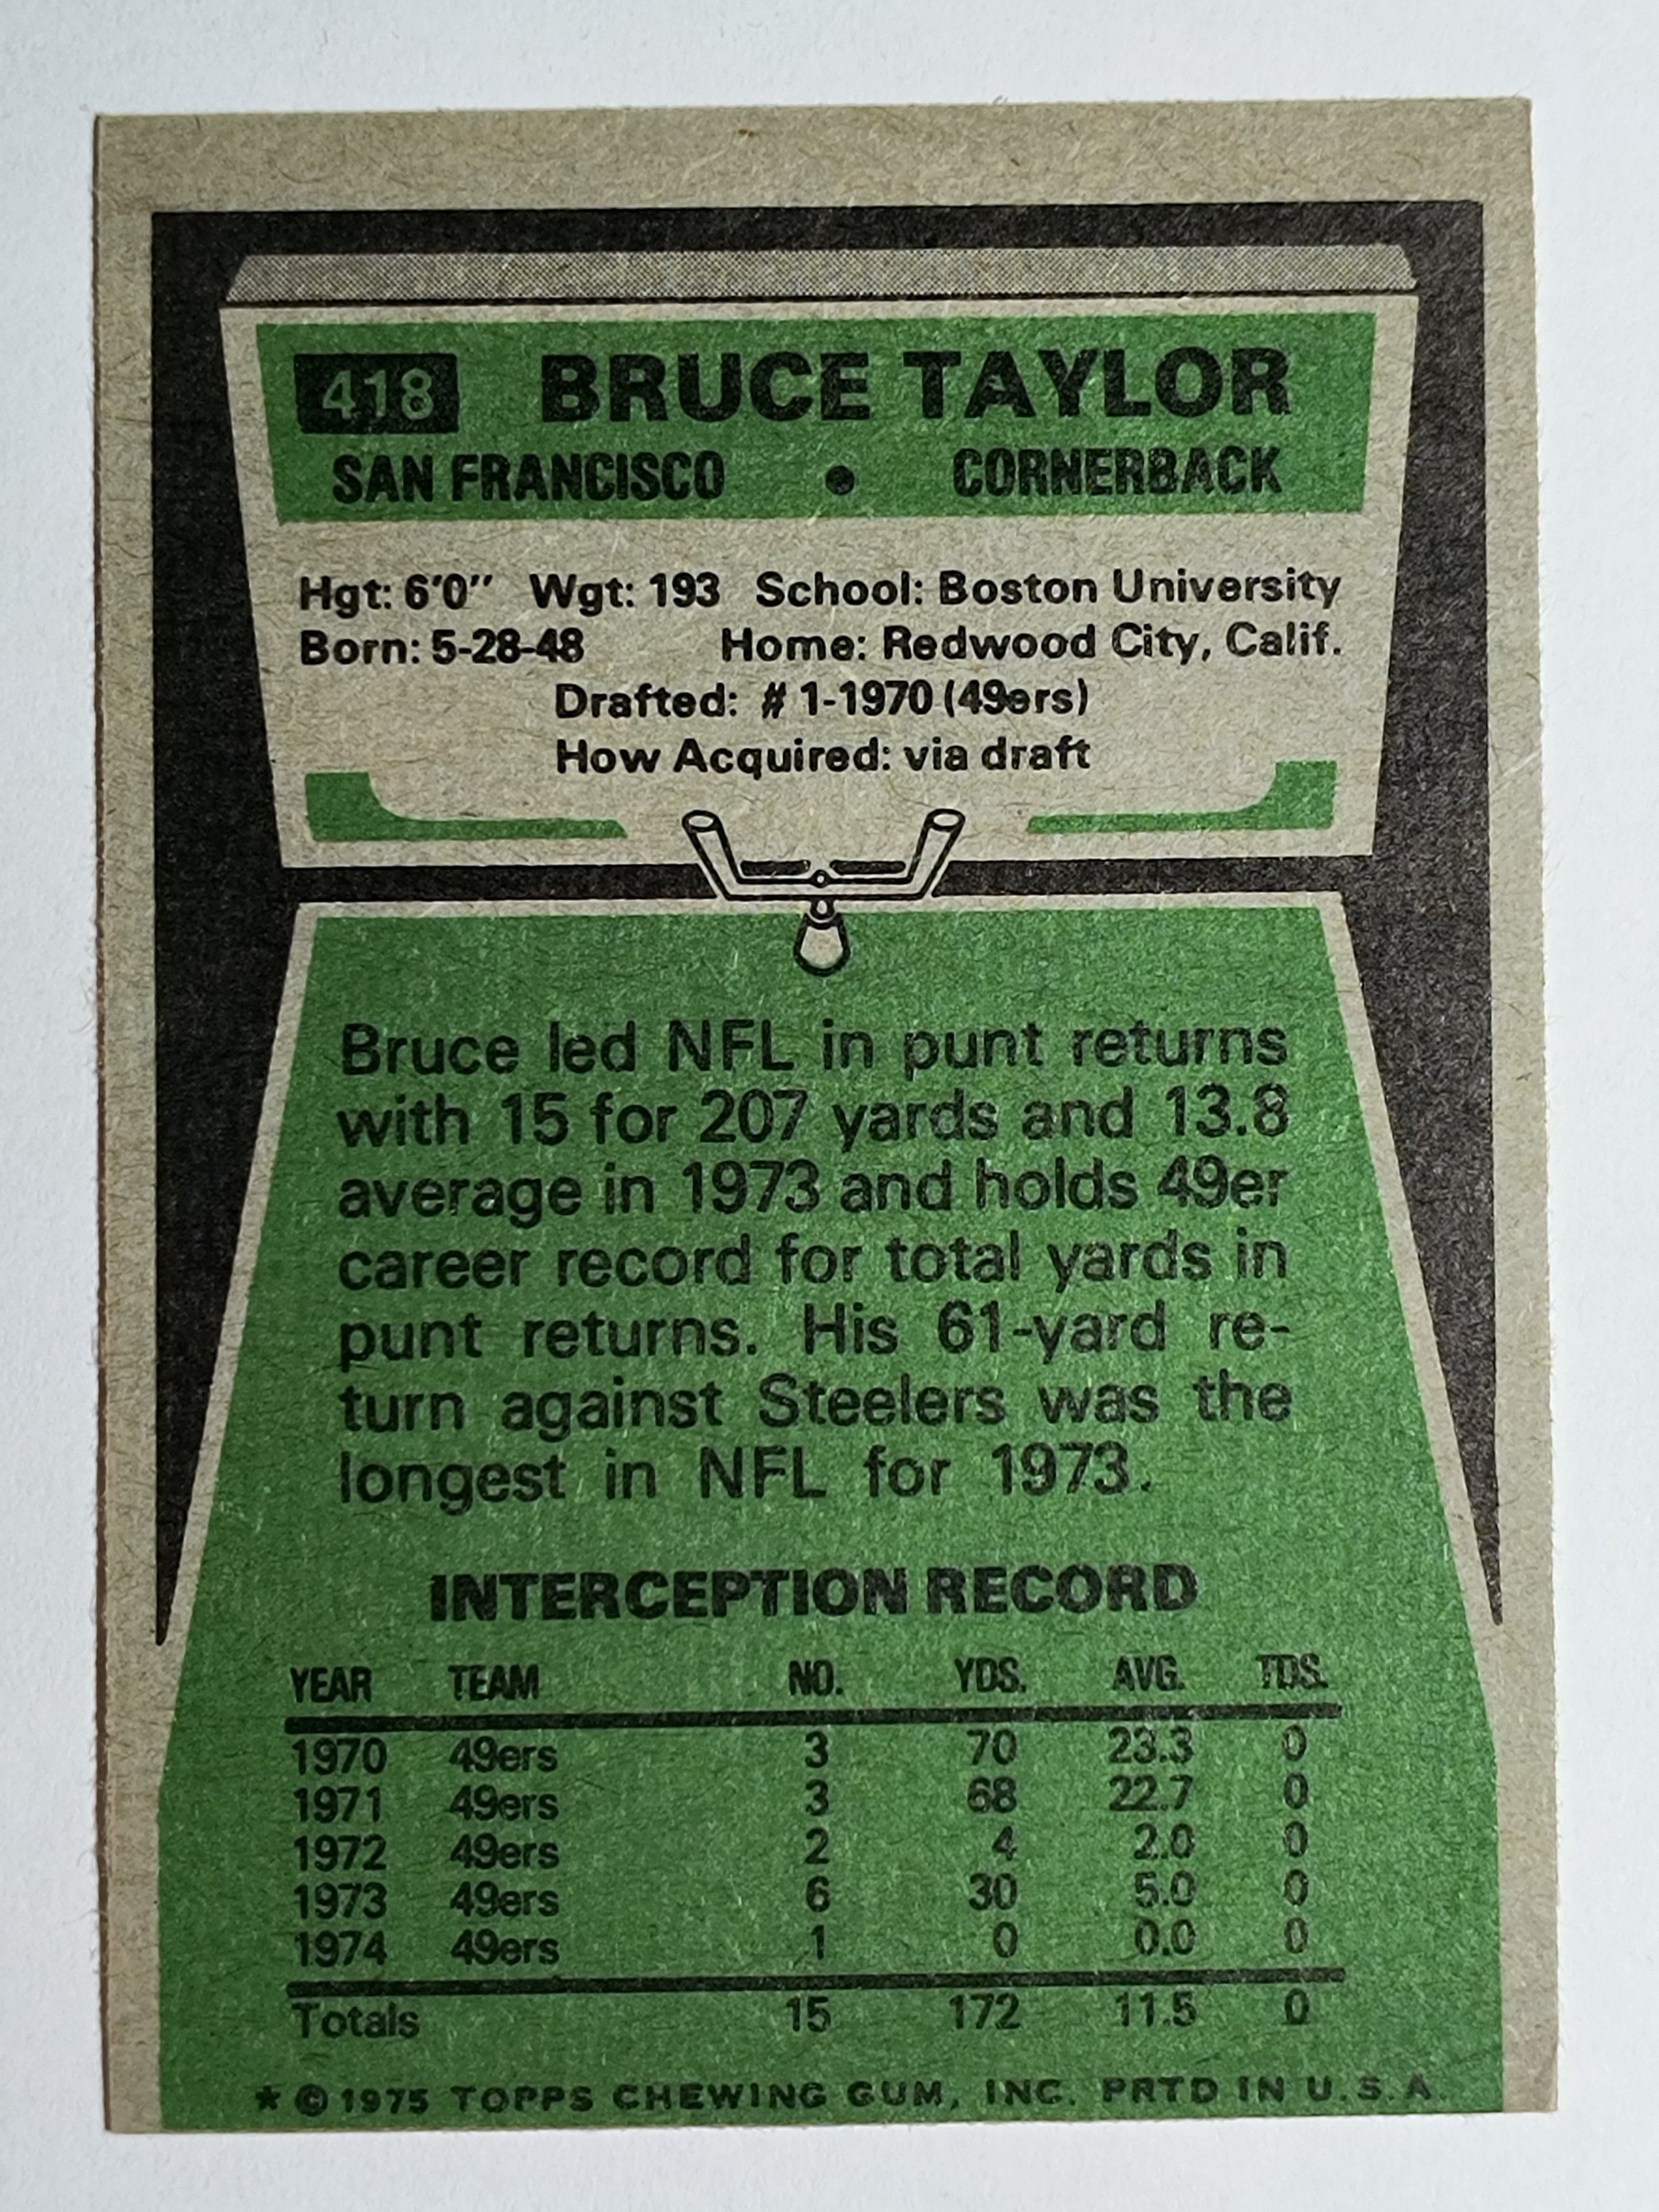 418 BRUCE TAYLOR
SAN FRANCISCO • CORNERBACK
Hgt: 6'0" Wgt: 193 School: Boston University
Born: 5-28-48 Home: Redwood City, Calif.
Drafted: # 1-1970 (49ers)
How Acquired: via draft
Bruce led NFL in punt returns
with 15 for 207 yards and 13.8
average in 1973 and holds 49er
career record for total yards in
punt returns. His 61-yard re-
turn against Steelers was the
longest in NFL for 1973.
INTERCEPTION RECORD
YEAR TEAM NO. YDS. AVG. TDS.
1970 49ers 3 70 23.3 0
1971 49ers 3 68 22.7 0
1972 49ers 2 4 2.0 0
1973 49ers 6 30 5.0 0
1974 49ers 1 0 0.0 0
Totals 15 172 11.5 0
* © 1975 TOPPS CHEWING GUM, INC. PRTD IN U.S.A.